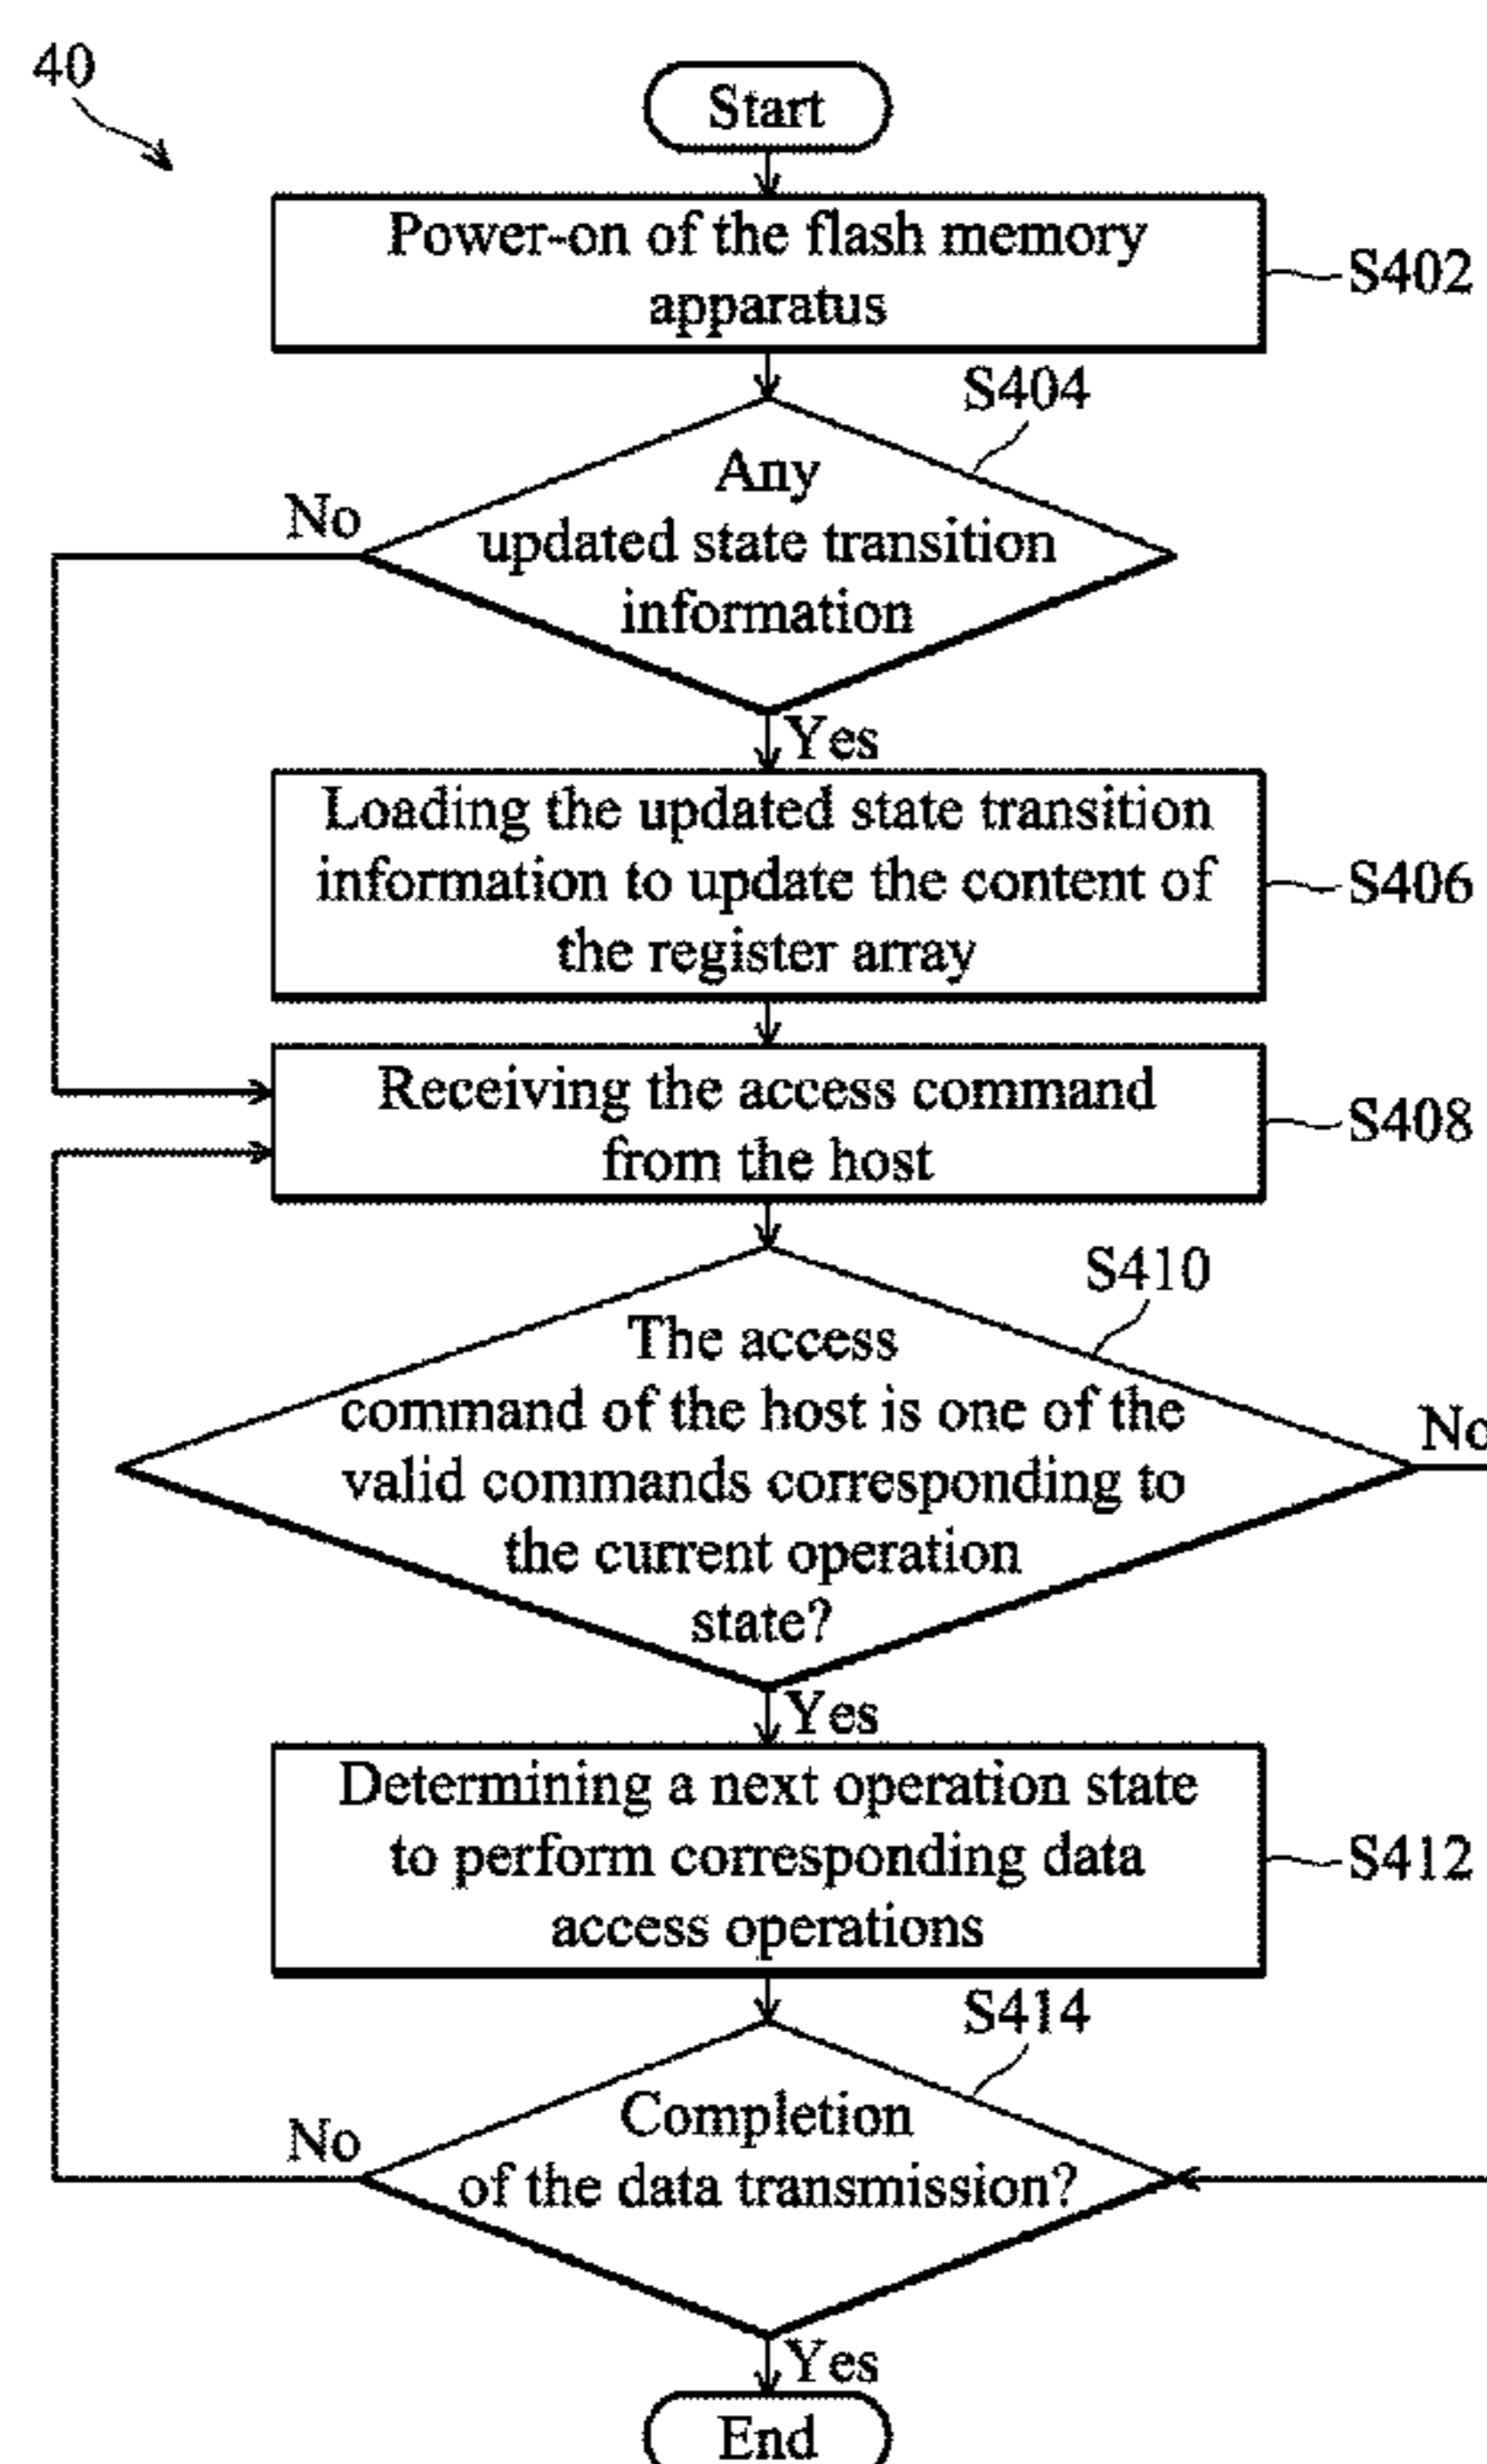 40
Start
Power-on of the flash memory
apparatus
S402
S404
Any
updated state transition
information
No
Yes
Loading the updated state transition
information to update the content of
the register array
S406
Receiving the access command
from the host
S408
S410
The access
command of the host is one of the
valid commands corresponding to
the current operation
state?
No
Yes
Determining a next operation state
to perform corresponding data
access operations
S412
S414
Completion
of the data transmission?
No
Yes
End